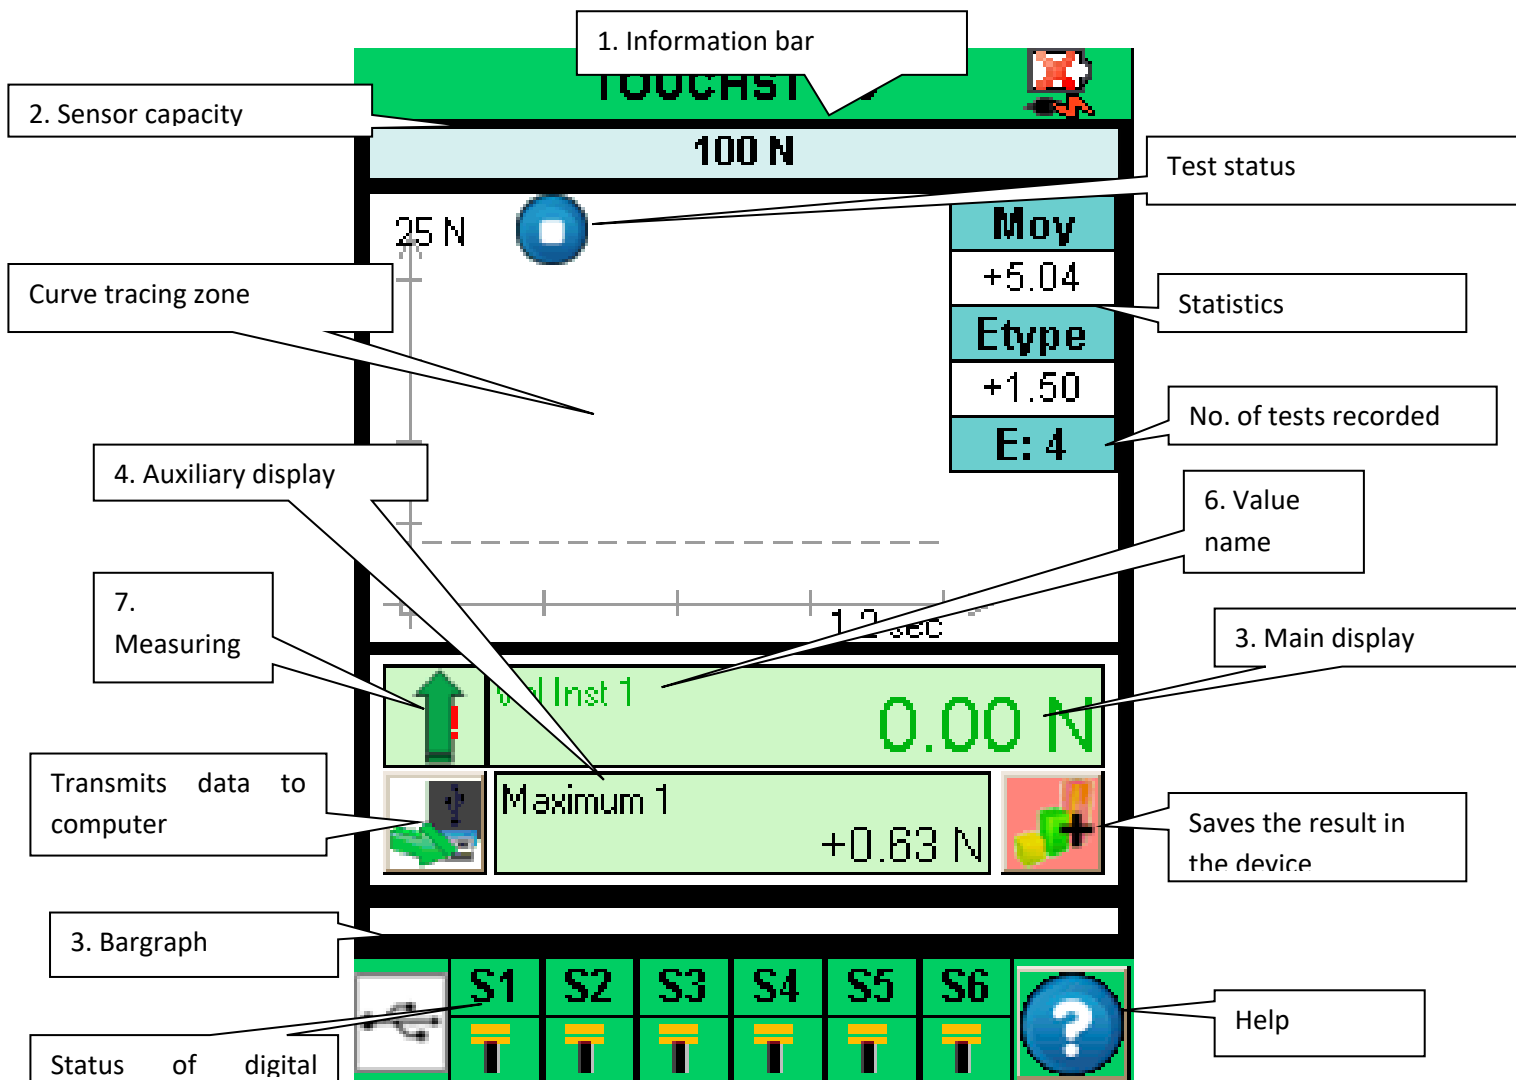 1. Information bar
2. Sensor capacity
100 N
Test status
25 N
Moy
+5.04
Statistics
Curve tracing zone
Etype
+1.50
No. of tests recorded
E: 4
4. Auxiliary display
6. Value
name
7.
Measuring
1.2 sec
3. Main display
Inst 1
0.00 N
Transmits data to
computer
Maximum 1
+0.63 N
Saves the result in
the device
3. Bargraph
S1 S2 S3 S4 S5 S6
?
Help
Status of digital